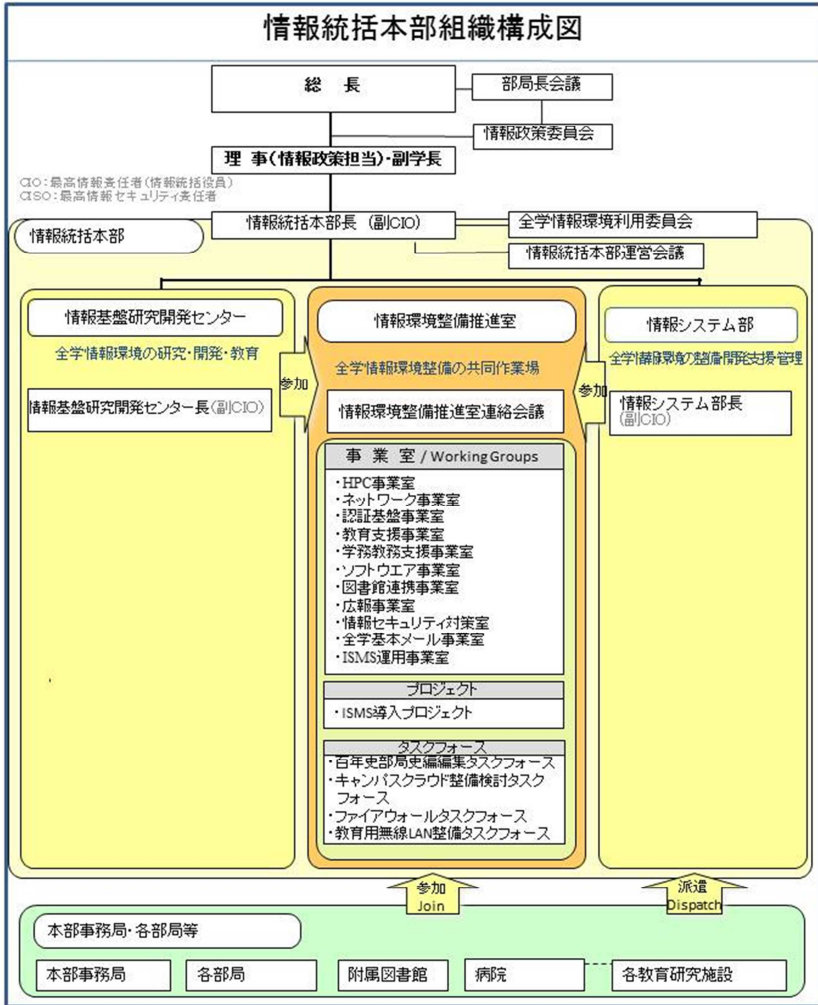 情報統括本部組織構成図
総 長
部局長会議
情報政策委員会
理 事(情報政策担当)・副学長
CIO:最高情報責任者(情報統括役員)
CISO:最高情報セキュリティ責任者
情報統括本部
情報統括本部長 (副CIO)
全学情報環境利用委員会
情報統括本部運営会議
情報基盤研究開発センター
全学情報環境の研究・開発・教育
情報基盤研究開発センター長(副CIO)
参加
情報環境整備推進室
全学情報環境整備の共同作業場
情報環境整備推進室連絡会議
参加
情報システム部
全学情報環境の整備・開発支援・管理
情報システム部長
(副CIO)
事 業 室 / Working Groups
・HPC事業室
・ネットワーク事業室
・認証基盤事業室
・教育支援事業室
・学務教務支援事業室
・ソフトウエア事業室
・図書館連携事業室
・広報事業室
・情報セキュリティ対策室
・全学基本メール事業室
・ISMS運用事業室
プロジェクト
・ISMS導入プロジェクト
タスクフォース
・百年史部局史編編集タスクフォース
・キャンパスクラウド整備検討タスク
フォース
・ファイアウォールタスクフォース
・教育用無線LAN整備タスクフォース
参加
Join
派遣
Dispatch
本部事務局・各部局等
本部事務局
各部局
附属図書館
病院
各教育研究施設